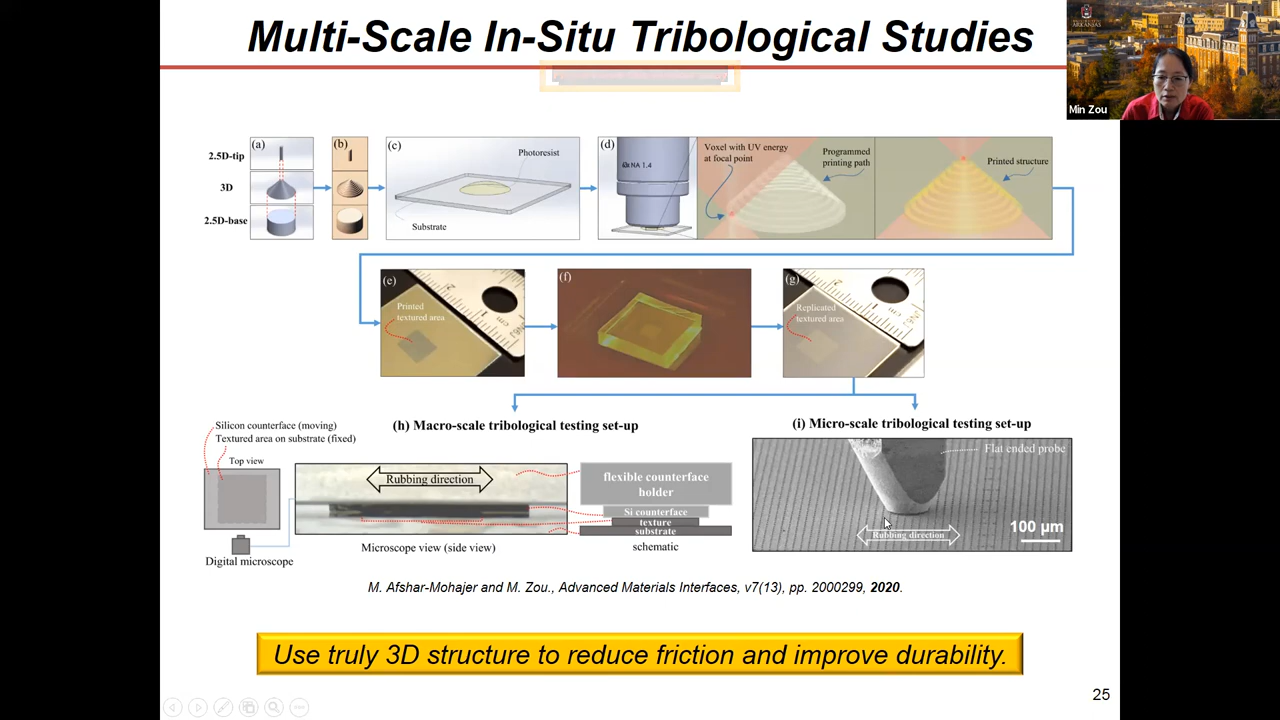 Multi-Scale In-Situ Tribological Studies
ARKANSAS
Min Zou
(a)
(b)
(c)
(d)
2.5D-tip
3D
2.5D-base
Photoresist
Substrate
63x NA 1.4
Voxel with UV energy
at focal point
Programmed
printing path
Printed structure
(e)
Printed
textured area
(f)
(g)
Replicated
textured area
(h) Macro-scale tribological testing set-up
(i) Micro-scale tribological testing set-up
Silicon counterface (moving)
Textured area on substrate (fixed)
Top view
Digital microscope
Rubbing direction
Microscope view (side view)
flexible counterface
holder
Si counterface
texture
substrate
schematic
Flat ended probe
100 µm
Rubbing direction
M. Afshar-Mohajer and M. Zou., Advanced Materials Interfaces, v7(13), pp. 2000299, 2020.
Use truly 3D structure to reduce friction and improve durability.
25